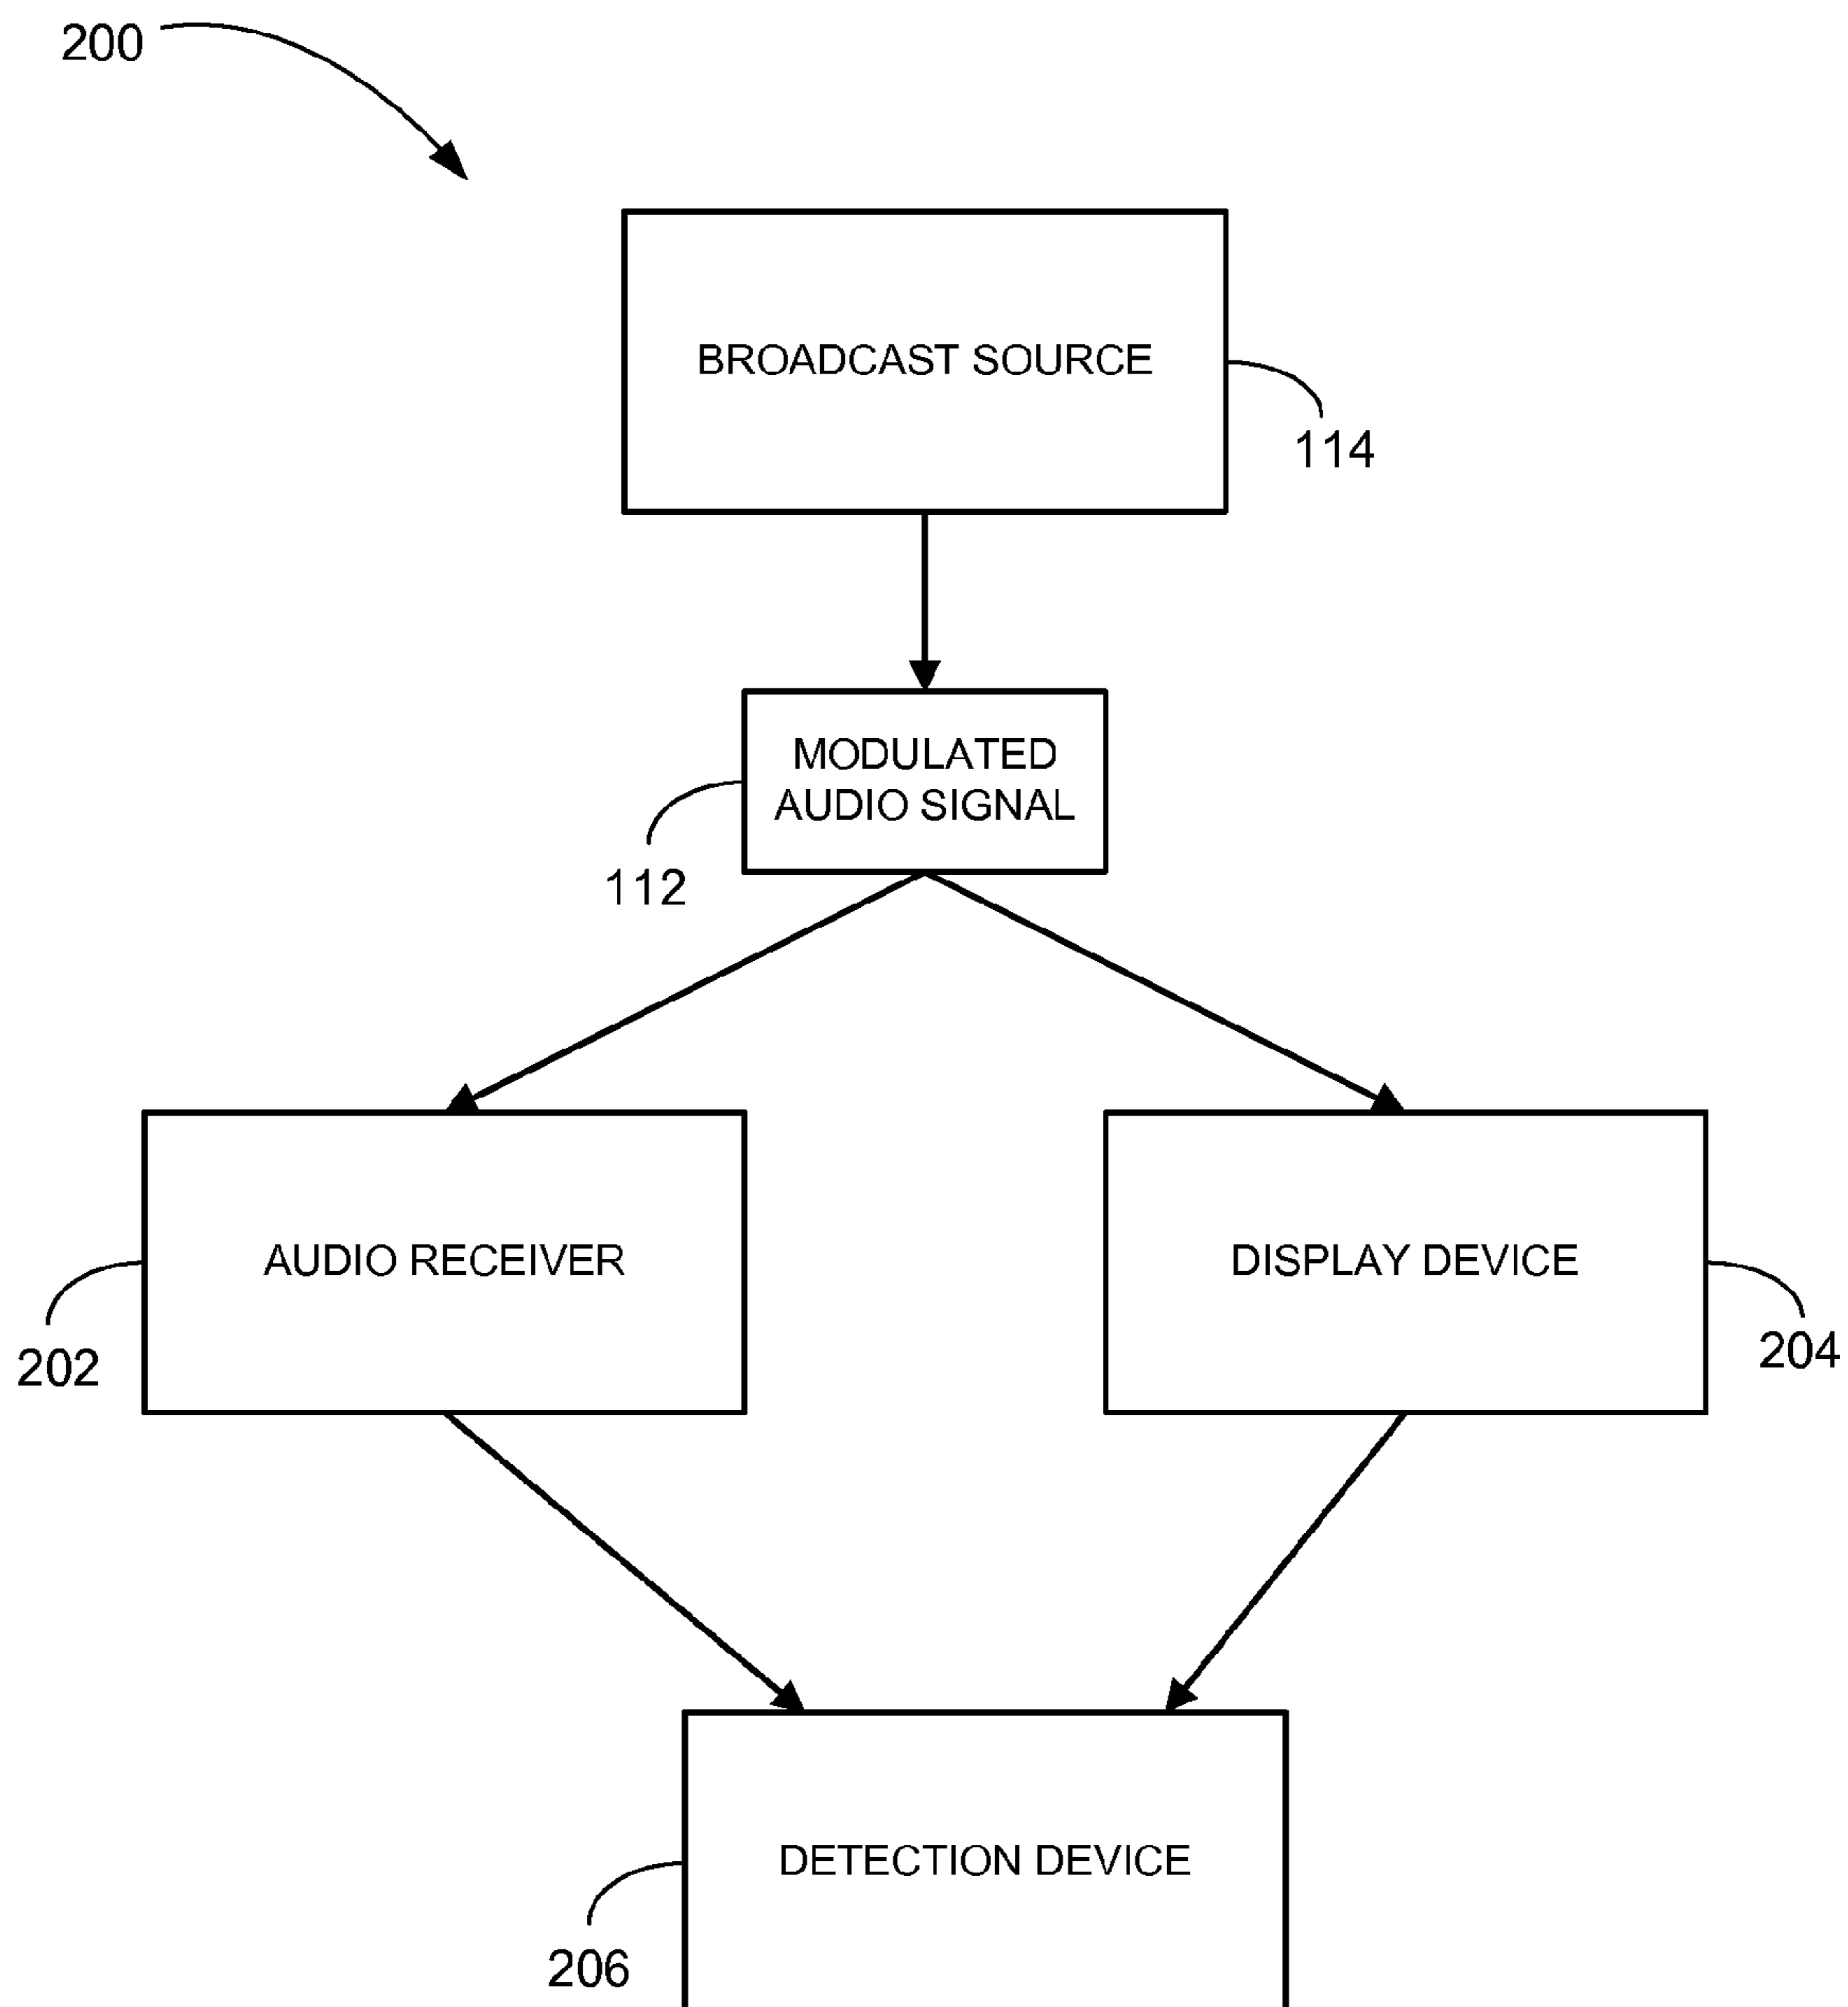 200
BROADCAST SOURCE
114
MODULATED
AUDIO SIGNAL
112
AUDIO RECEIVER
DISPLAY DEVICE
202
204
DETECTION DEVICE
206